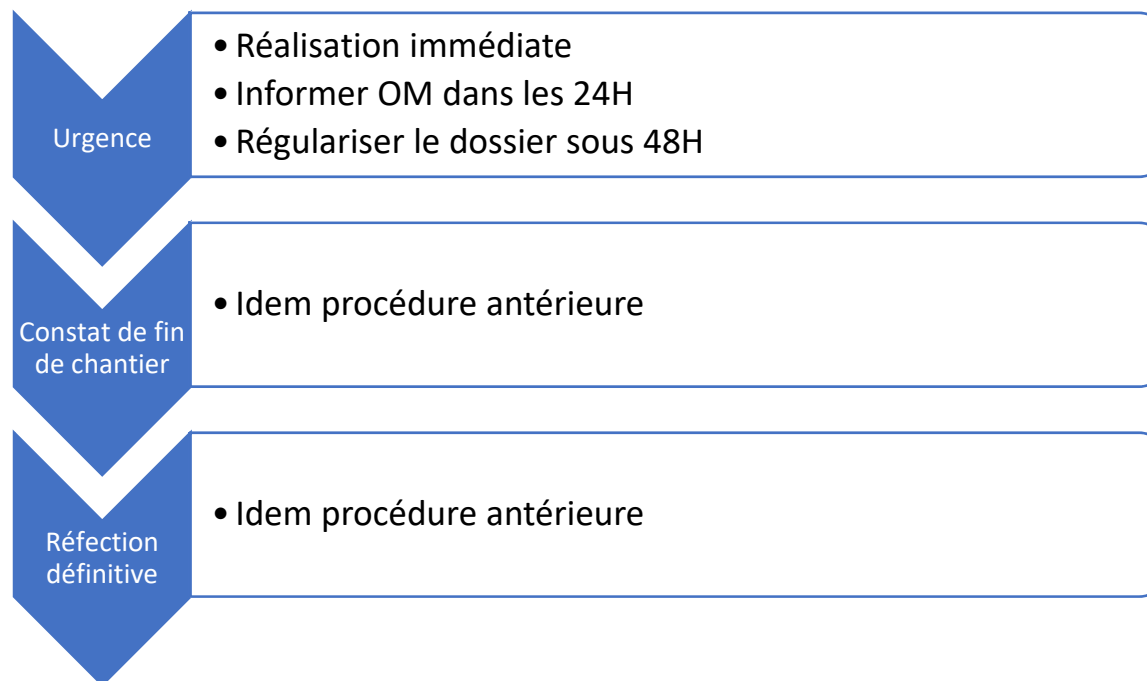 Urgence
• Réalisation immédiate
• Informer OM dans les 24H
• Régulariser le dossier sous 48H
Constat de fin
de chantier
• Idem procédure antérieure
Réfection
définitive
• Idem procédure antérieure